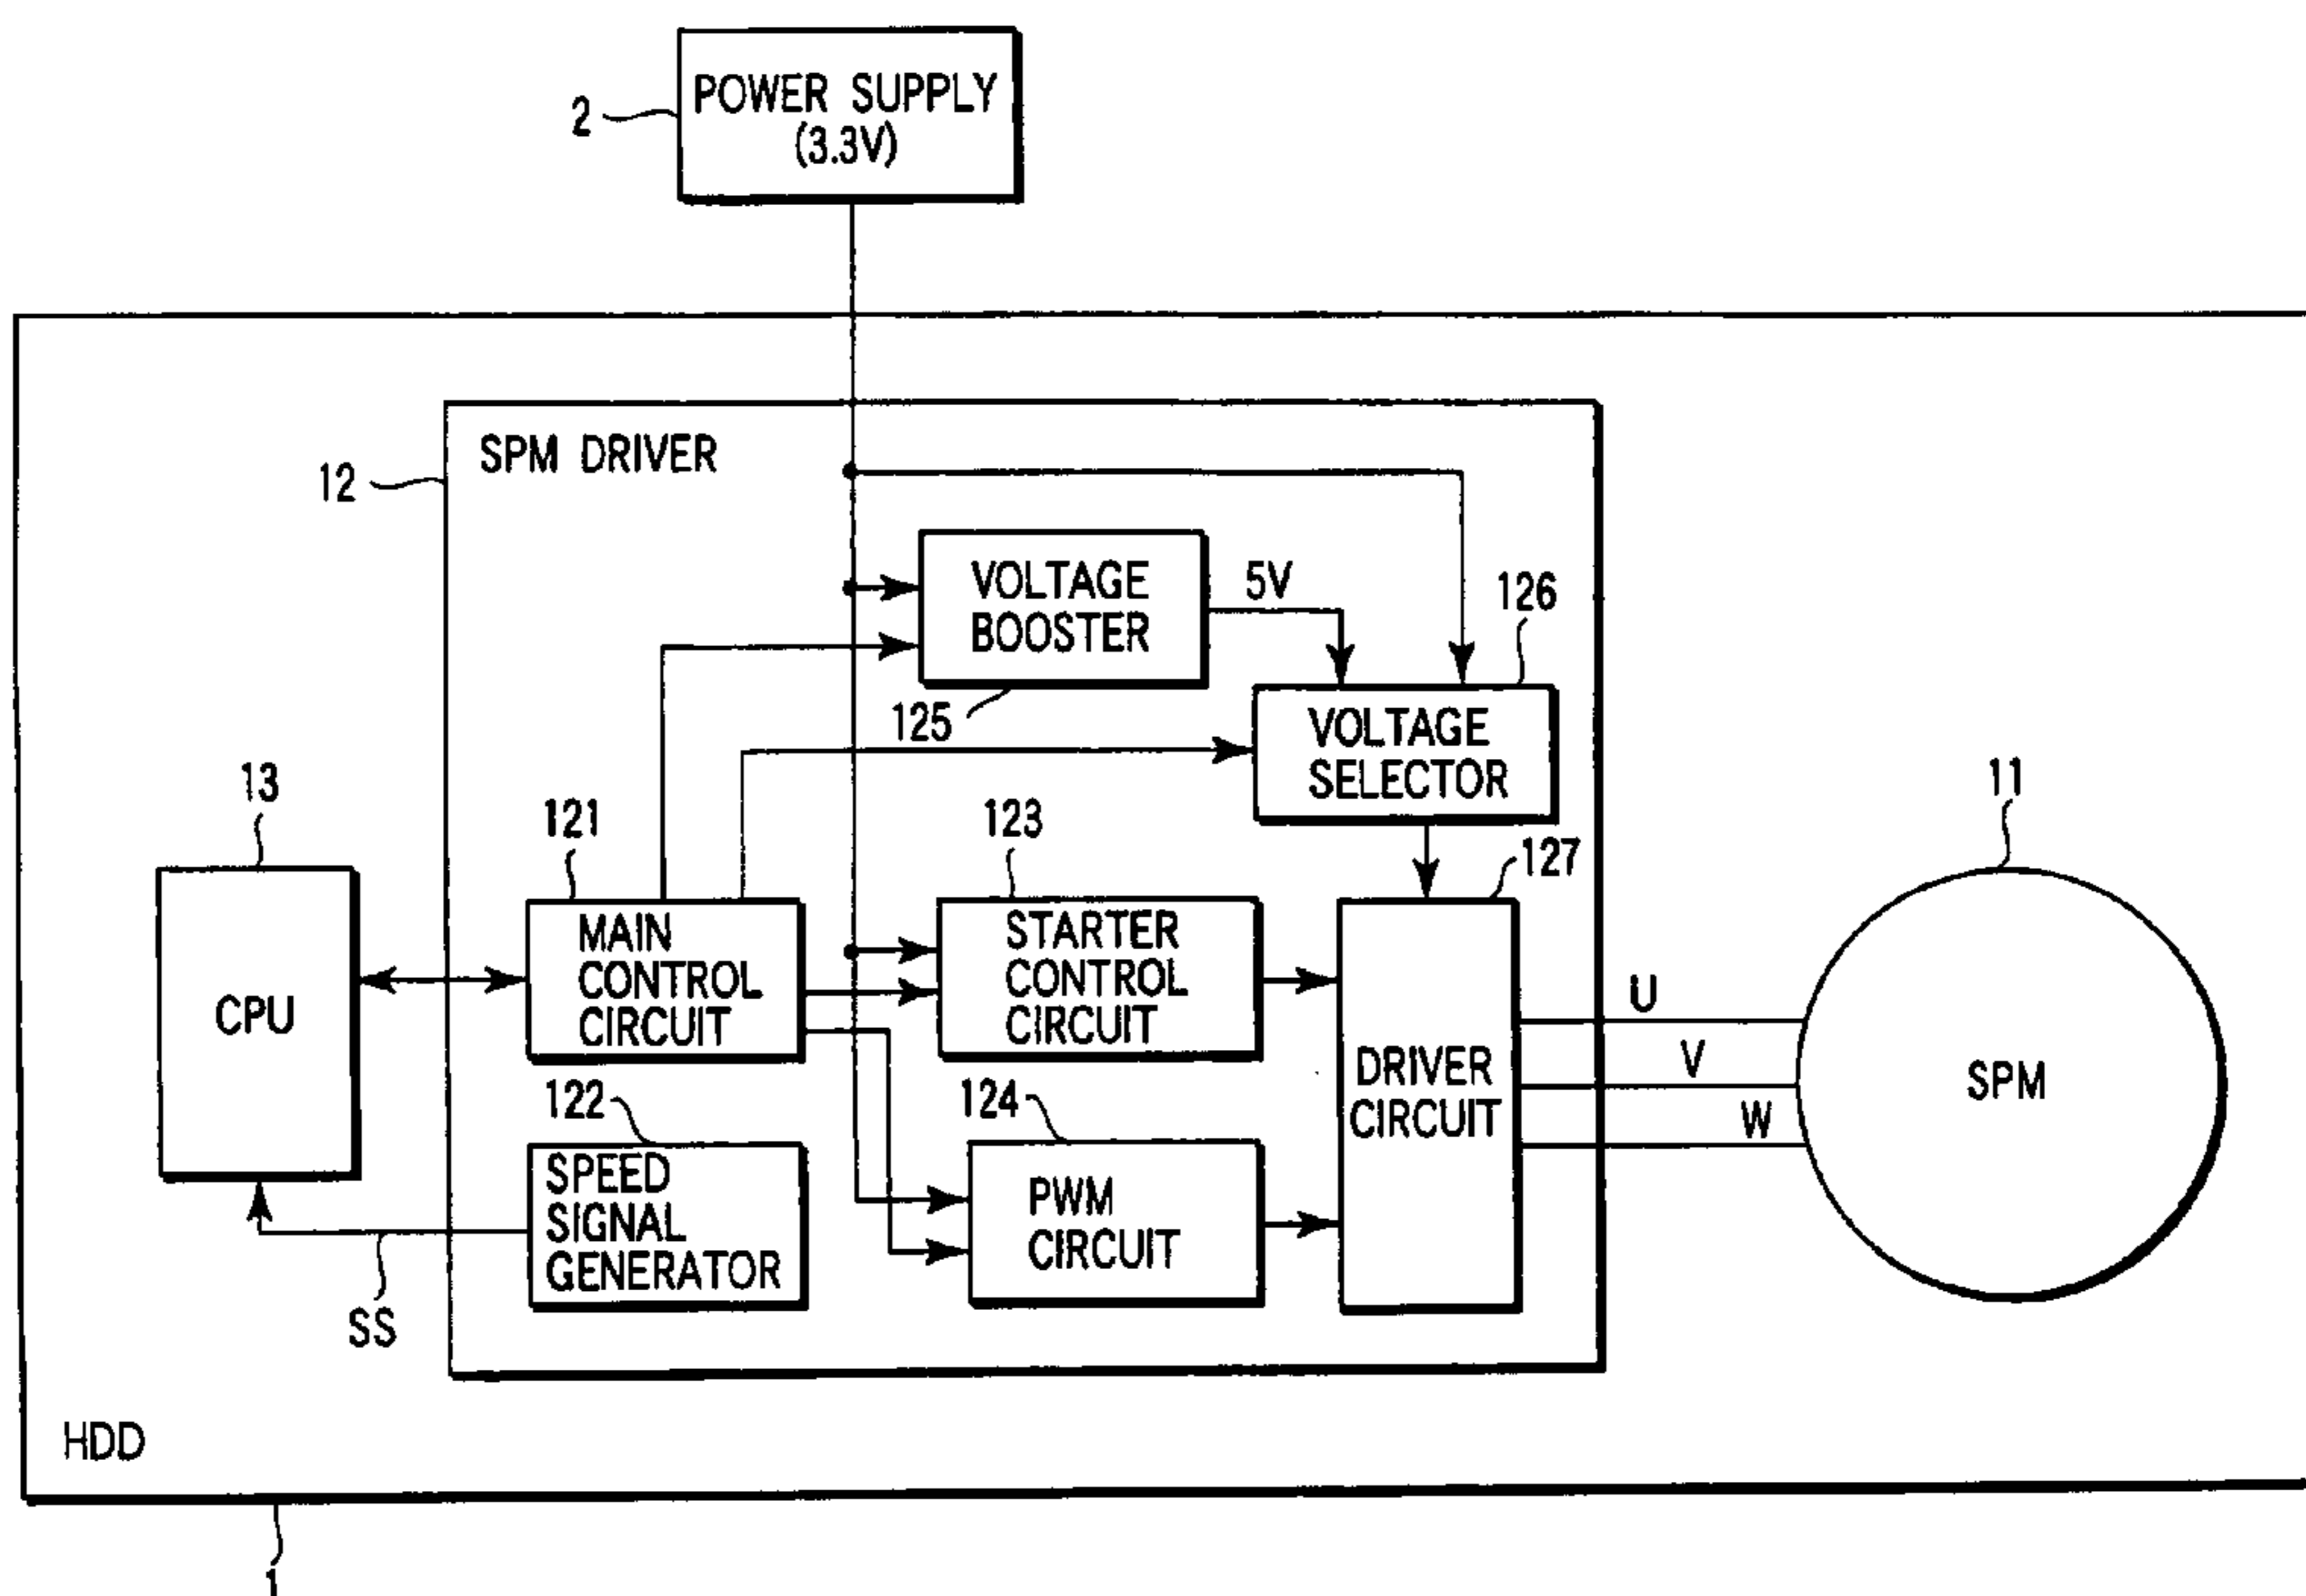 POWER SUPPLY
(3.3V)
2
SPM DRIVER
12
VOLTAGE
BOOSTER
5V
126
125
VOLTAGE
SELECTOR
13
121
123
127
11
CPU
MAIN
CONTROL
CIRCUIT
STARTER
CONTROL
CIRCUIT
DRIVER
CIRCUIT
U
V
W
SPM
122
124
SPEED
SIGNAL
GENERATOR
PWM
CIRCUIT
SS
HDD
1